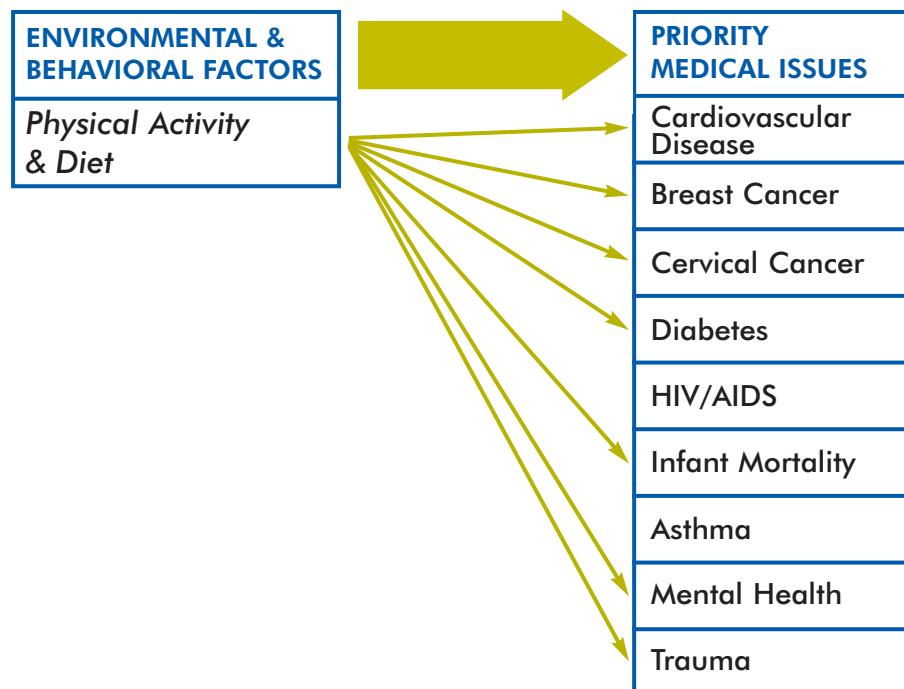 ENVIRONMENTAL &
BEHAVIORAL FACTORS
Physical Activity
& Diet
PRIORITY
MEDICAL ISSUES
Cardiovascular
Disease
Breast Cancer
Cervical Cancer
Diabetes
HIV/AIDS
Infant Mortality
Asthma
Mental Health
Trauma